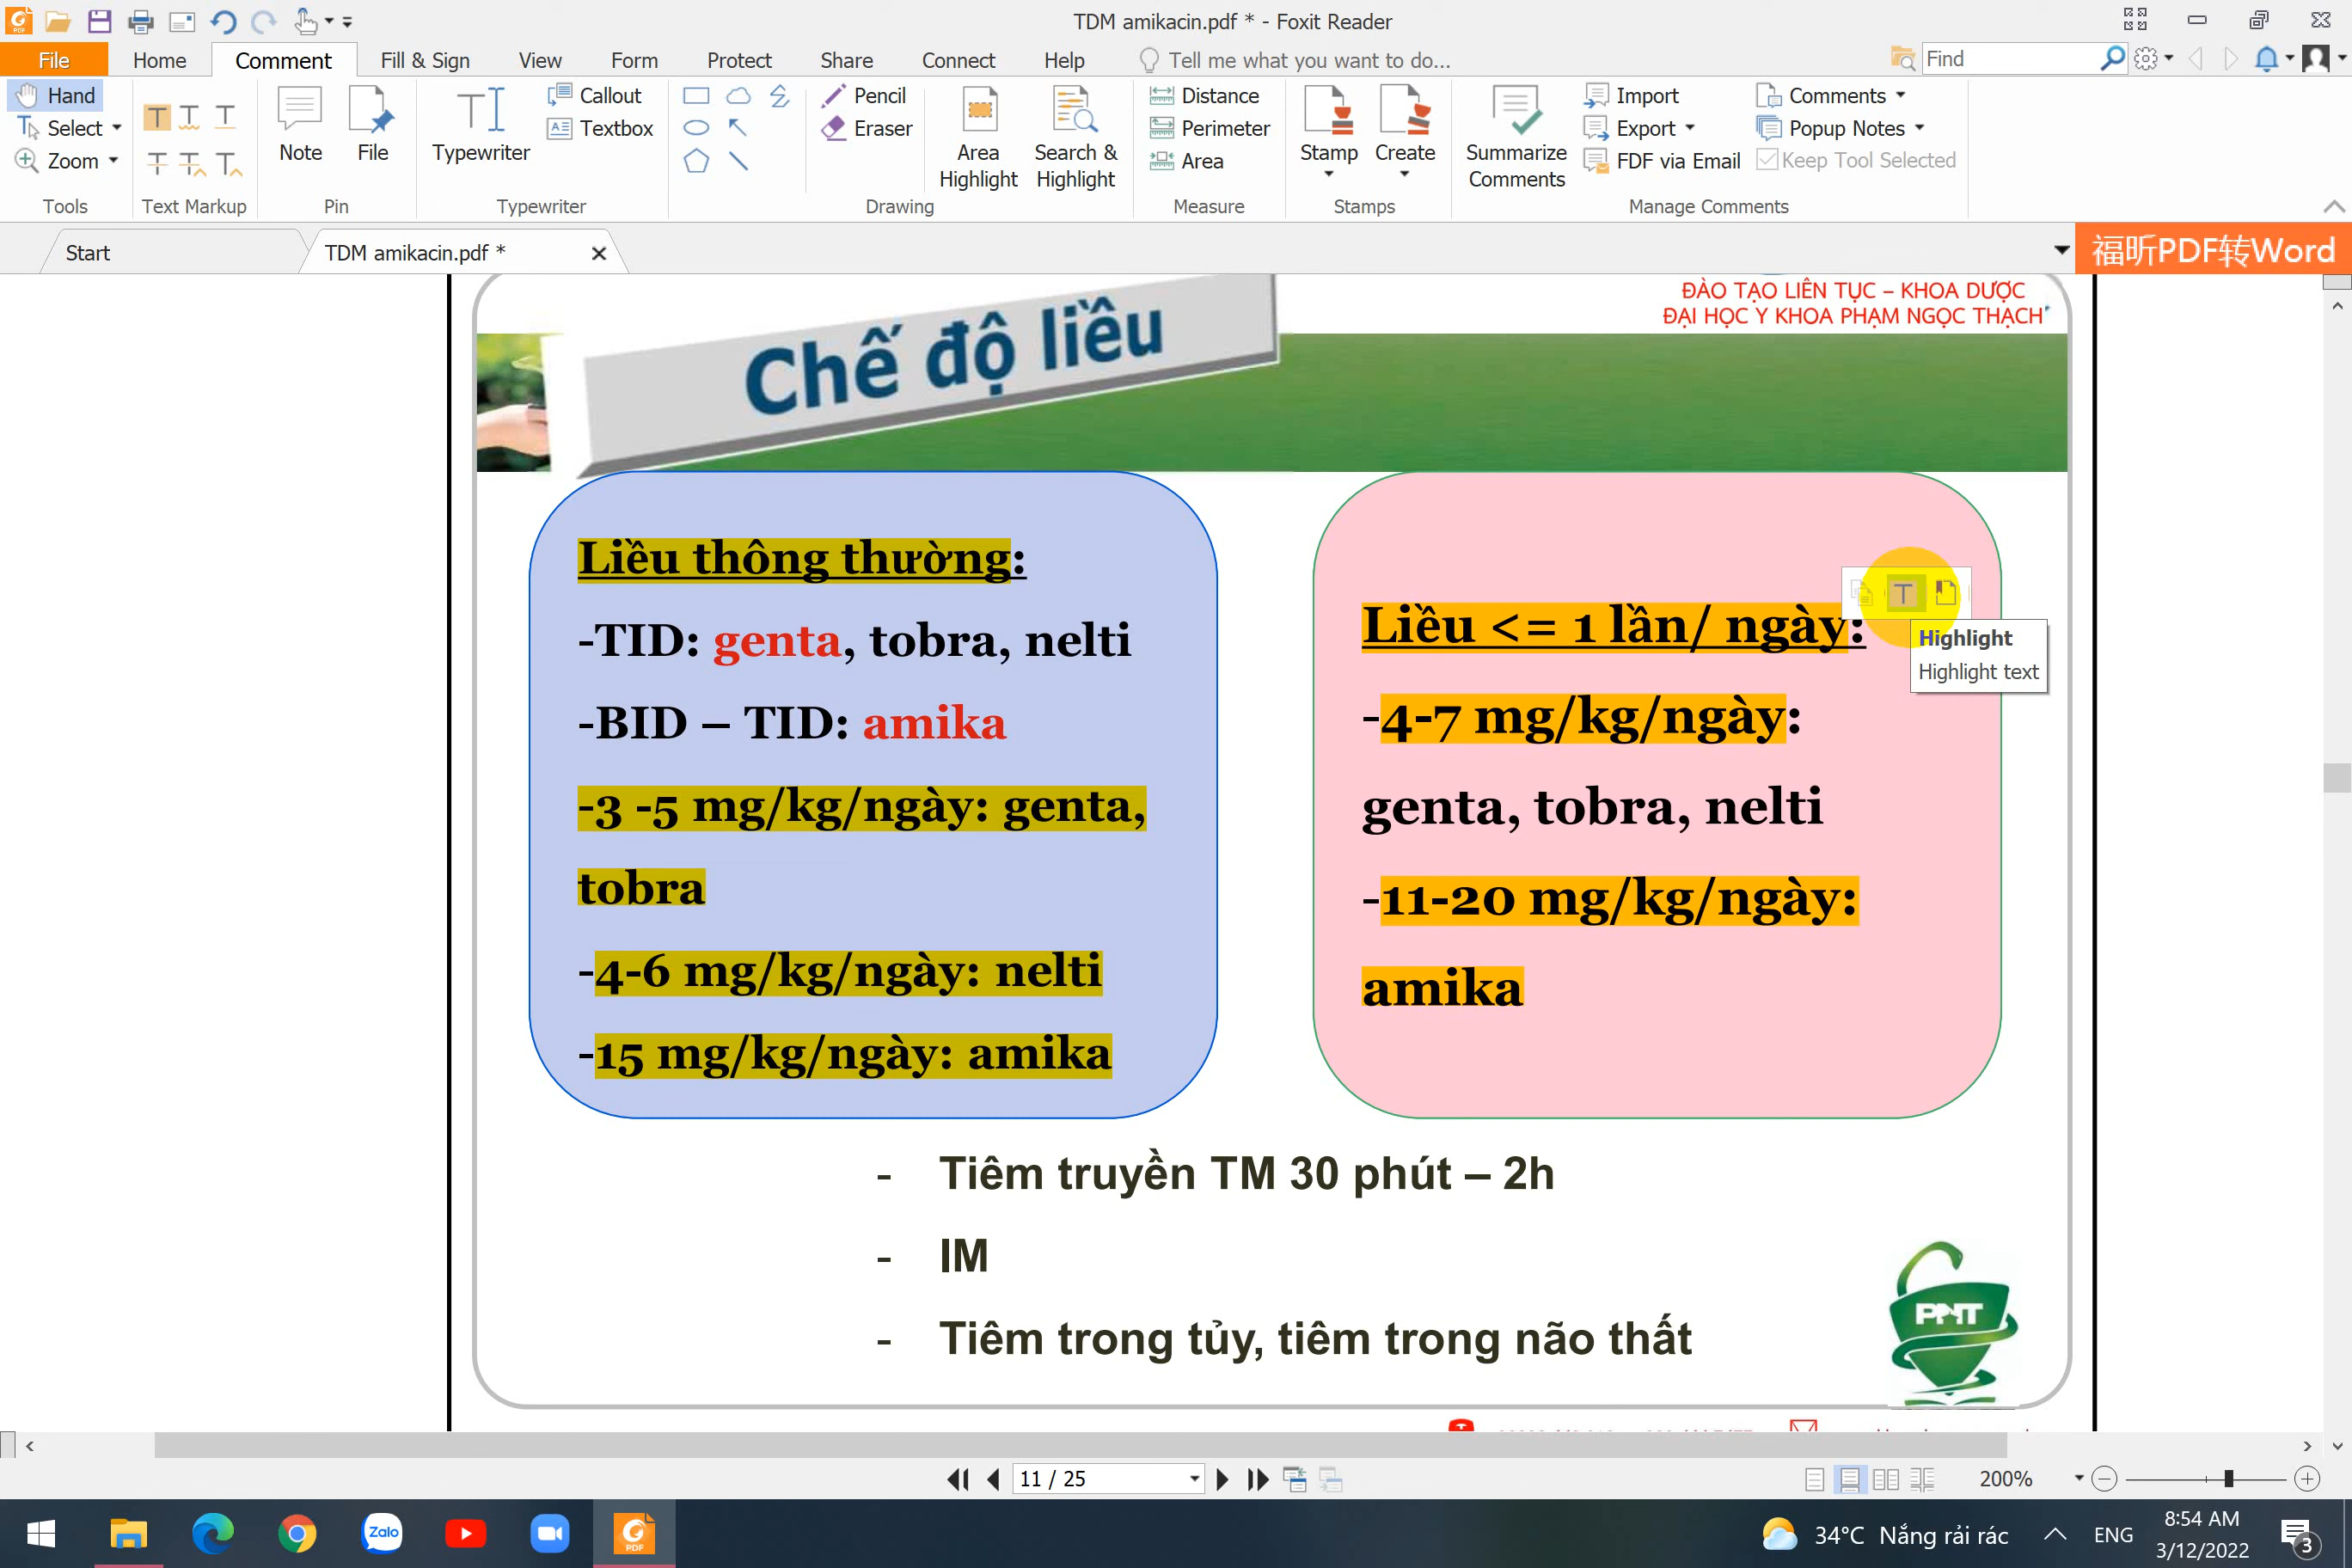 TDM amikacin.pdf * - Foxit Reader
File Home Comment Fill & Sign View Form Protect Share Connect Help Tell me what you want to do... Find
Hand
Select
Zoom
Tools
Text Markup
Note File
Pin
Typewriter
Callout
Textbox
Typewriter
Pencil
Eraser
Area Highlight
Search & Highlight
Drawing
Distance
Perimeter
Area
Measure
Stamp Create
Stamps
Summarize Comments
Import
Export
FDF via Email
Comments
Popup Notes
Keep Tool Selected
Manage Comments
Start TDM amikacin.pdf * 福昕PDF转Word
ĐÀO TẠO LIÊN TỤC – KHOA DƯỢC
ĐẠI HỌC Y KHOA PHẠM NGỌC THẠCH
Chế độ liều
Liều thông thường:
-TID: genta, tobra, nelti
-BID – TID: amika
-3 -5 mg/kg/ngày: genta,
tobra
-4-6 mg/kg/ngày: nelti
-15 mg/kg/ngày: amika
Liều <= 1 lần/ ngày:
-4-7 mg/kg/ngày:
genta, tobra, nelti
-11-20 mg/kg/ngày:
amika
Highlight
Highlight text
- Tiêm truyền TM 30 phút – 2h
- IM
- Tiêm trong tủy, tiêm trong não thất
PNT
11 / 25 200%
Zalo
PDF
34°C Nắng rải rác ENG 8:54 AM
3/12/2022
3